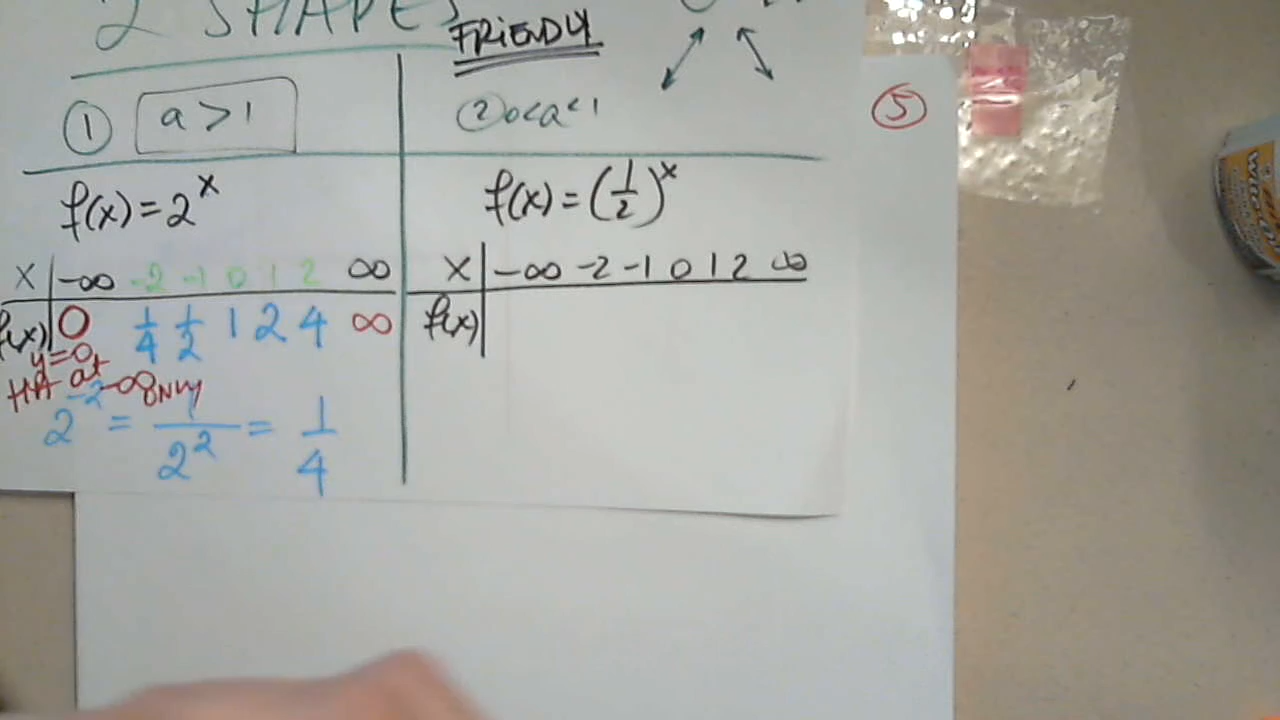 2 SHAPES
FRIENDLY
① a > 1
② 0<a<1
⑤
f(x) = 2^x
f(x) = (1/2)^x
x | -∞ -2 -1 0 1 2 ∞
f(x) | 0 1/4 1/2 1 2 4 ∞
y=0
HA at -∞ ONLY
2^-2 = 1/2^2 = 1/4
x | -∞ -2 -1 0 1 2 ∞
f(x) |